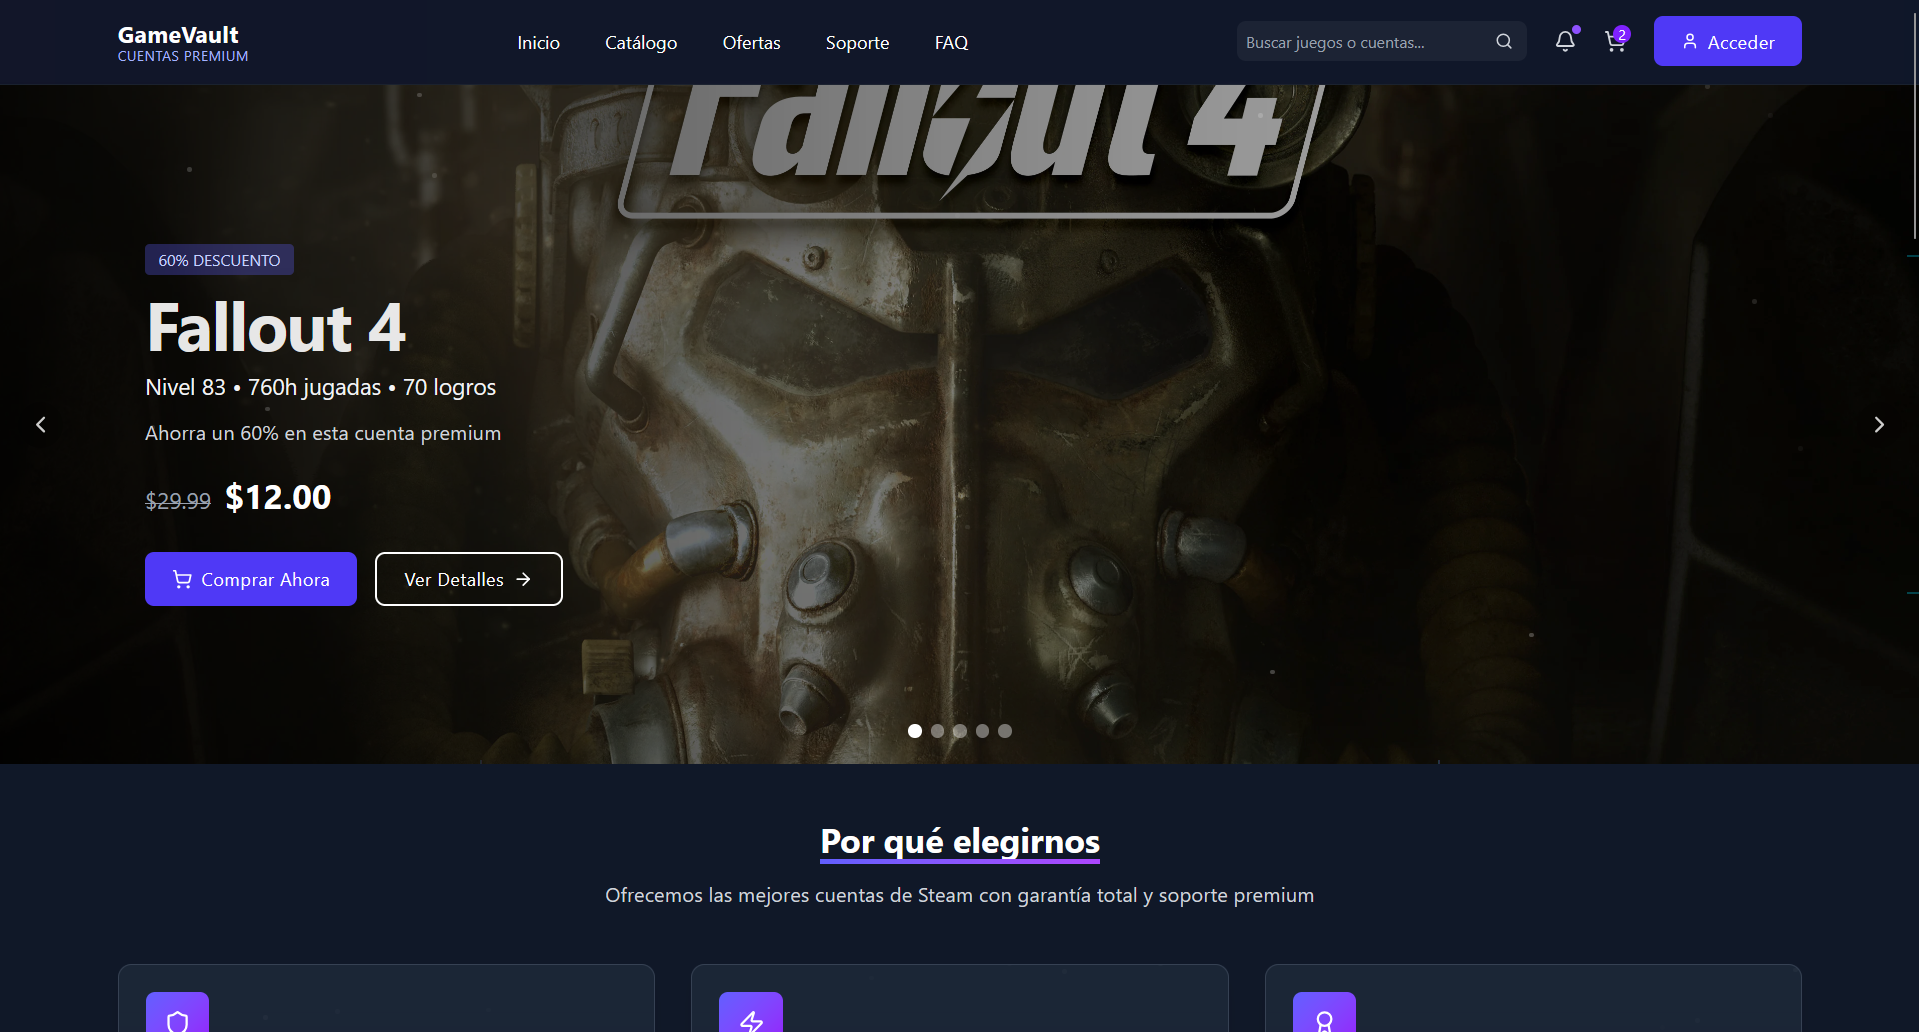 GameVault
CUENTAS PREMIUM
Inicio
Catálogo
Ofertas
Soporte
FAQ
Buscar juegos o cuentas...
2
Acceder
Fallout 4
60% DESCUENTO
Fallout 4
Nivel 83 • 760h jugadas • 70 logros
Ahorra un 60% en esta cuenta premium
$29.99 $12.00
Comprar Ahora
Ver Detalles
Por qué elegirnos
Ofrecemos las mejores cuentas de Steam con garantía total y soporte premium